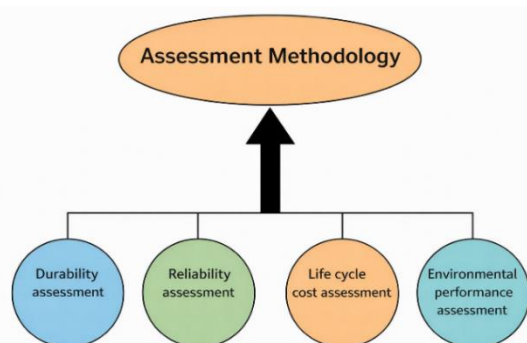 Assessment Methodology
Durability
assessment
Reliability
assessment
Life cycle
cost assessment
Environmental
performance
assessment